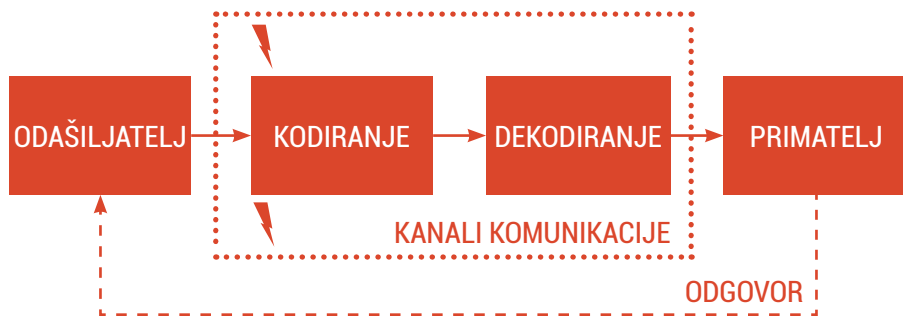 ODAŠILJATELJ
KODIRANJE
DEKODIRANJE
PRIMATELJ
KANALI KOMUNIKACIJE
ODGOVOR